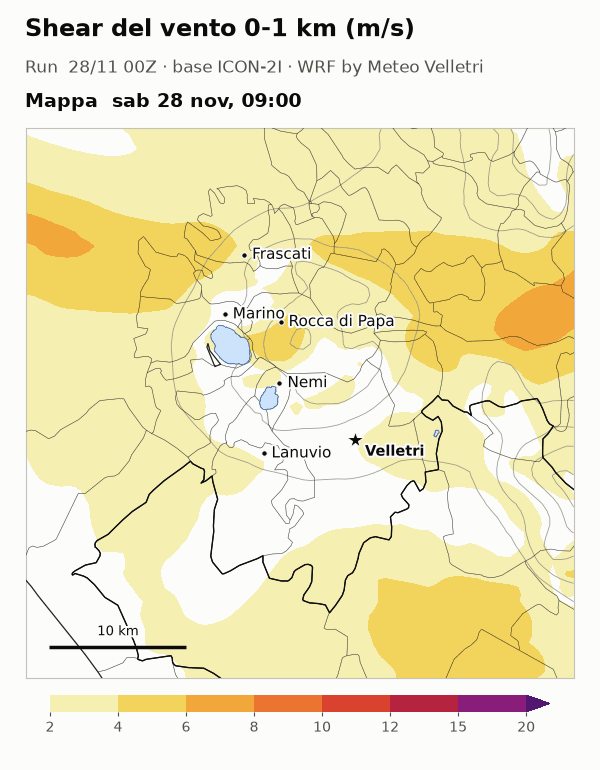 Shear del vento 0-1 km (m/s)
Run  28/11 00Z · base ICON-2I · WRF by Meteo Velletri
Mappa  sab 28 nov, 09:00
Frascati
Marino
Rocca di Papa
Nemi
Velletri
Lanuvio
10 km
2 4 6 8 10 12 15 20